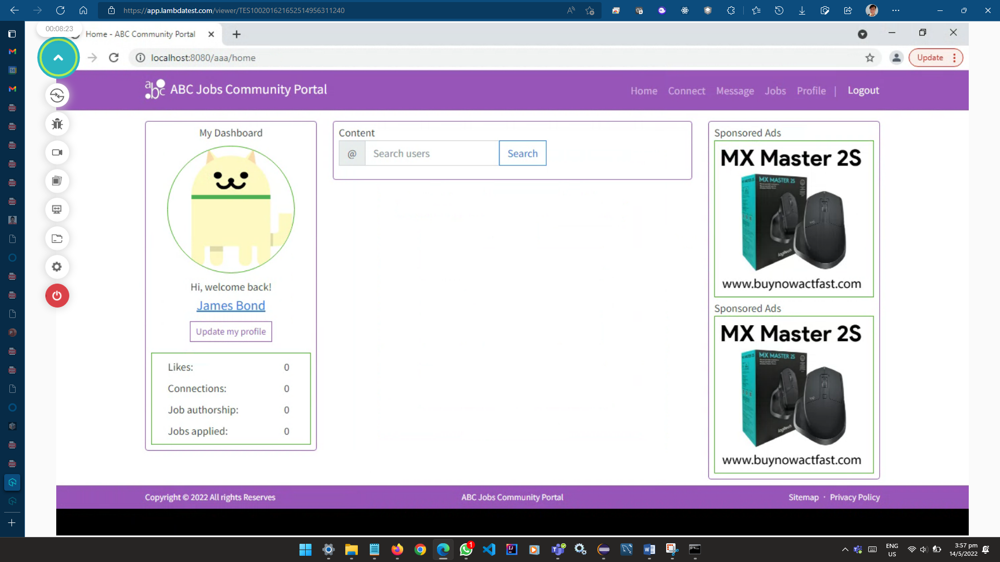 https://app.lambdatest.com/viewer/TES100201621652514956311240
00:08:23
Home - ABC Community Portal
localhost:8080/aaa/home
Update
abc ABC Jobs Community Portal
Home Connect Message Jobs Profile | Logout
My Dashboard
Hi, welcome back!
James Bond
Update my profile
Likes: 0
Connections: 0
Job authorship: 0
Jobs applied: 0
Content
@ Search users Search
Sponsored Ads
MX Master 2S
MX MASTER 2S
logitech
www.buynowactfast.com
Sponsored Ads
MX Master 2S
MX MASTER 2S
logitech
www.buynowactfast.com
Copyright © 2022 All rights Reserves
ABC Jobs Community Portal
Sitemap · Privacy Policy
1
ENG
US
3:57 pm
14/5/2022